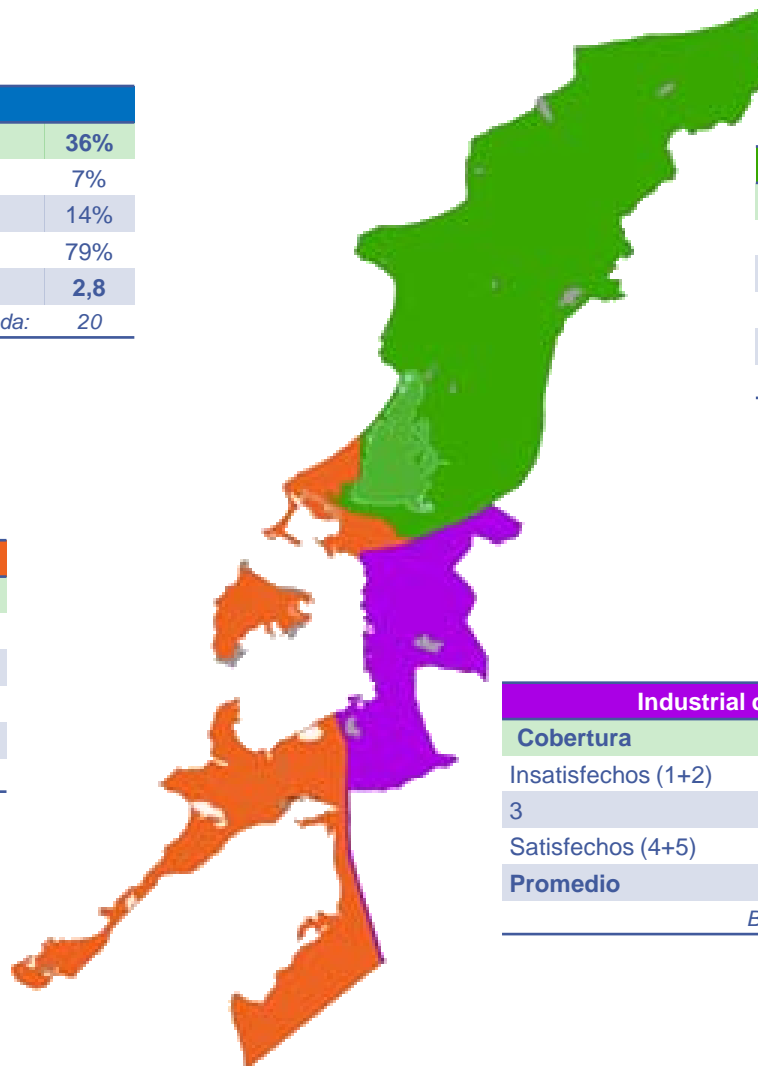 36%
7%
14%
79%
2,8
da: 20
Industrial
Cobertura
Insatisfechos (1+2)
3
Satisfechos (4+5)
Promedio